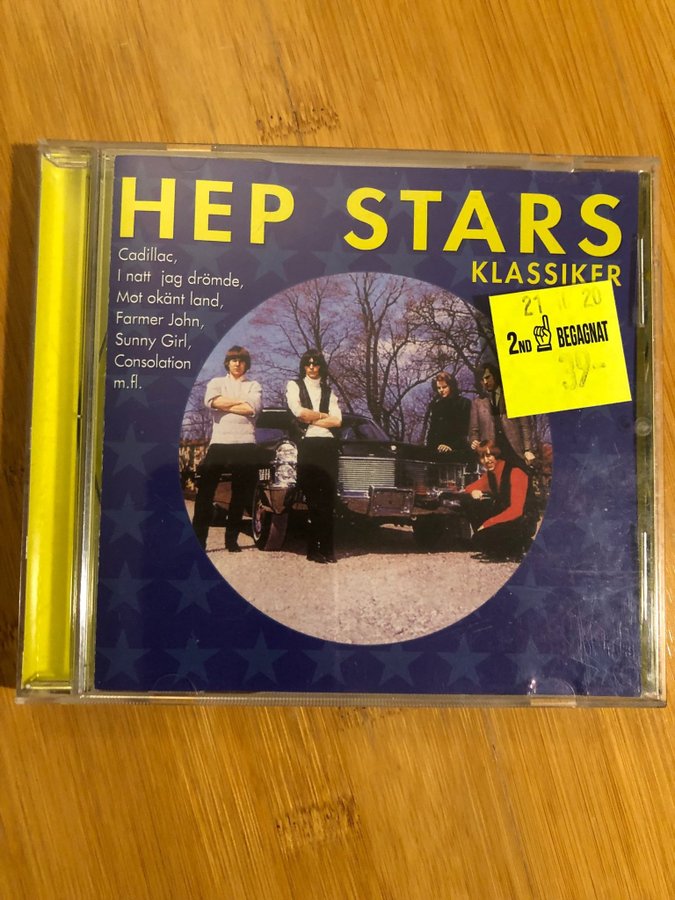 HEP STARS
KLASSIKER
Cadillac,
I natt jag drömde,
Mot okänt land,
Farmer John,
Sunny Girl,
Consolation
m.fl.
2ND BEGAGNAT
39:-